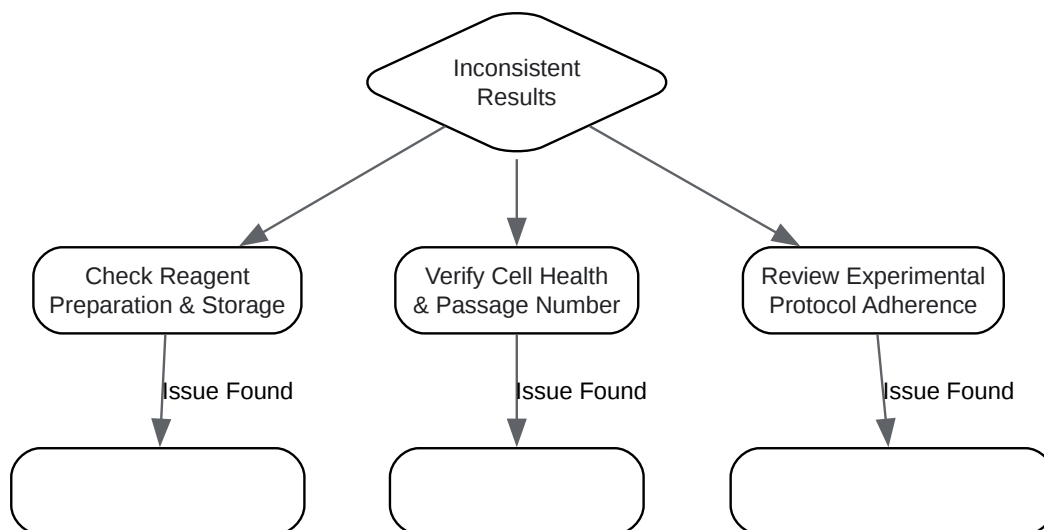 Inconsistent
Results
Check Reagent
Preparation & Storage
Verify Cell Health
& Passage Number
Review Experimental
Protocol Adherence
Issue Found
Issue Found
Issue Found